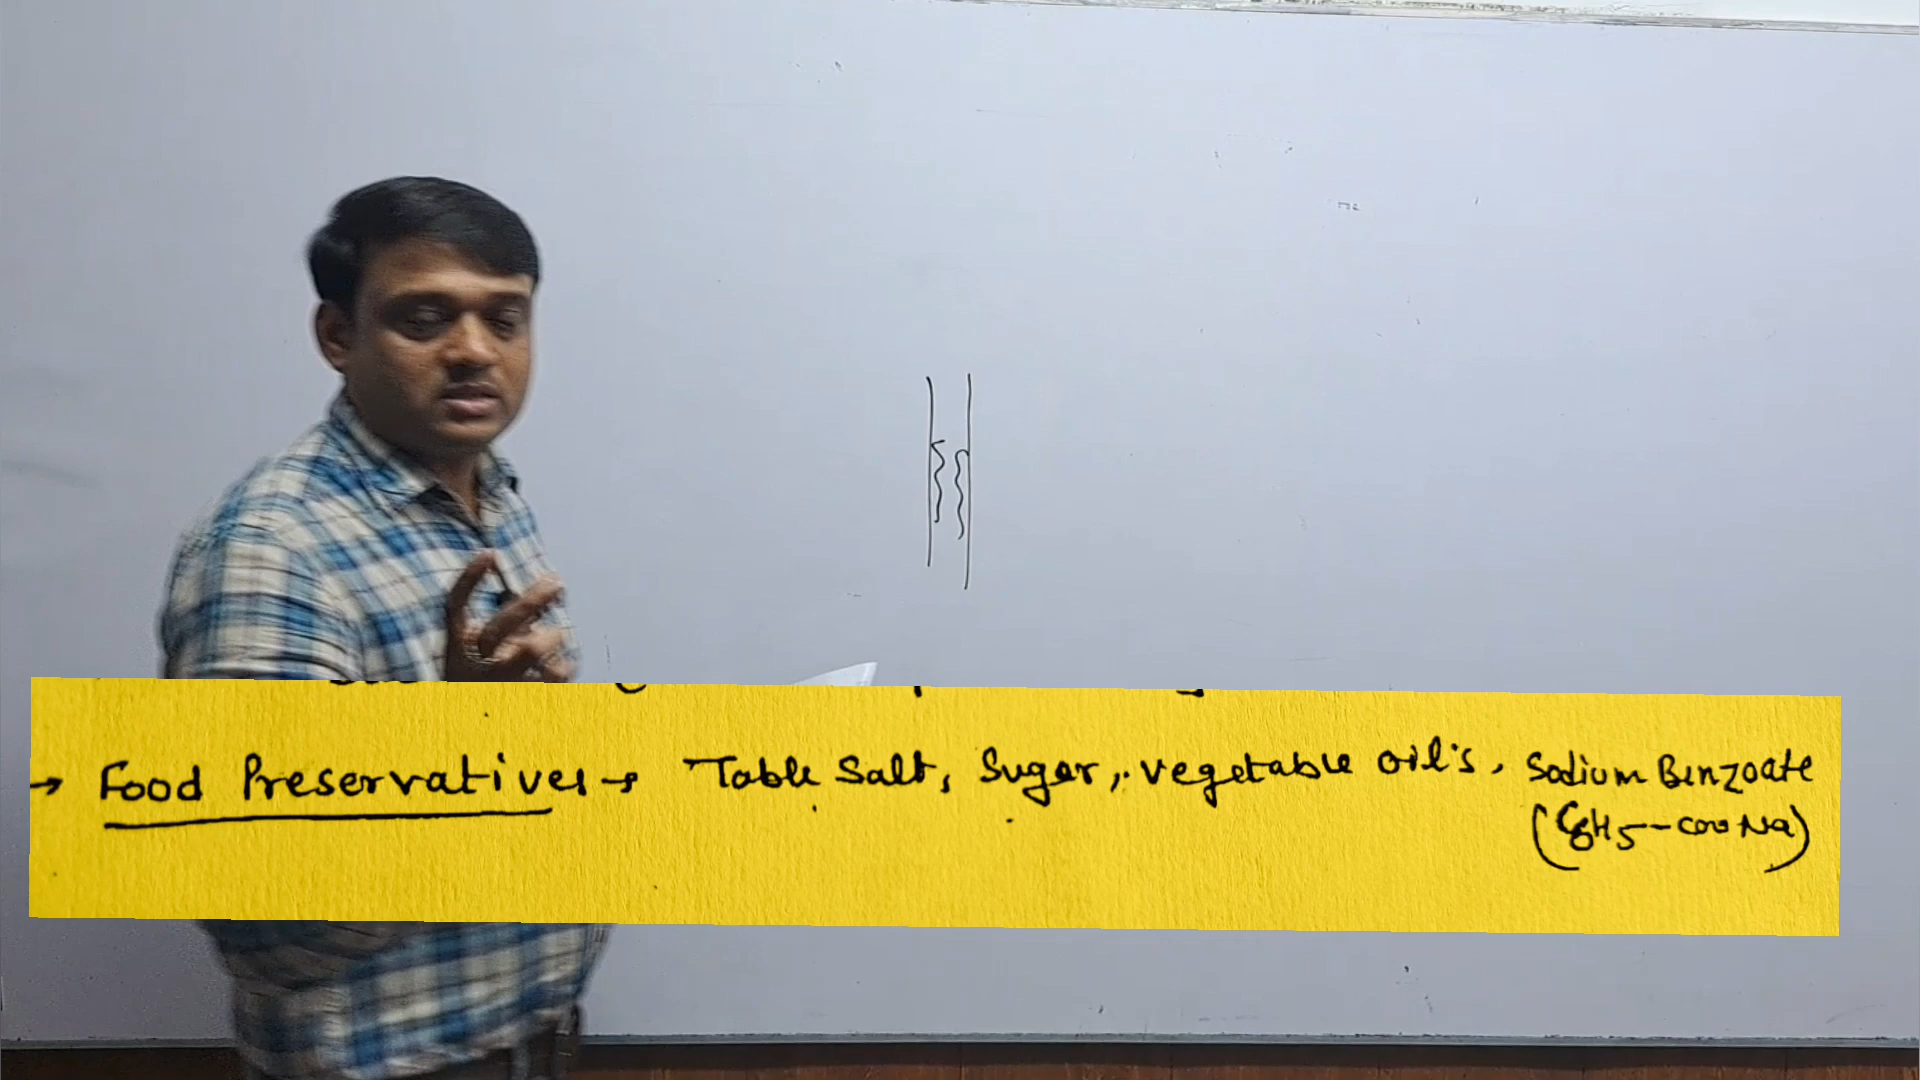 → Food Preservatives → Table Salt, Sugar, vegetable oil's, Sodium Benzoate
(C6H5-COONa)